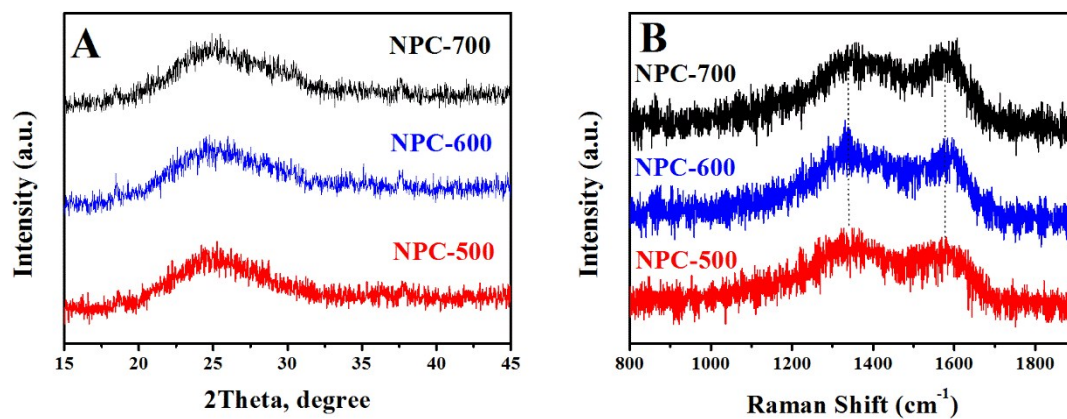 A
NPC-700
NPC-600
NPC-500
Intensity (a.u.)
15 20 25 30 35 40 45
2Theta, degree
B
NPC-700
NPC-600
NPC-500
Intensity (a.u.)
800 1000 1200 1400 1600 1800
Raman Shift (cm⁻¹)